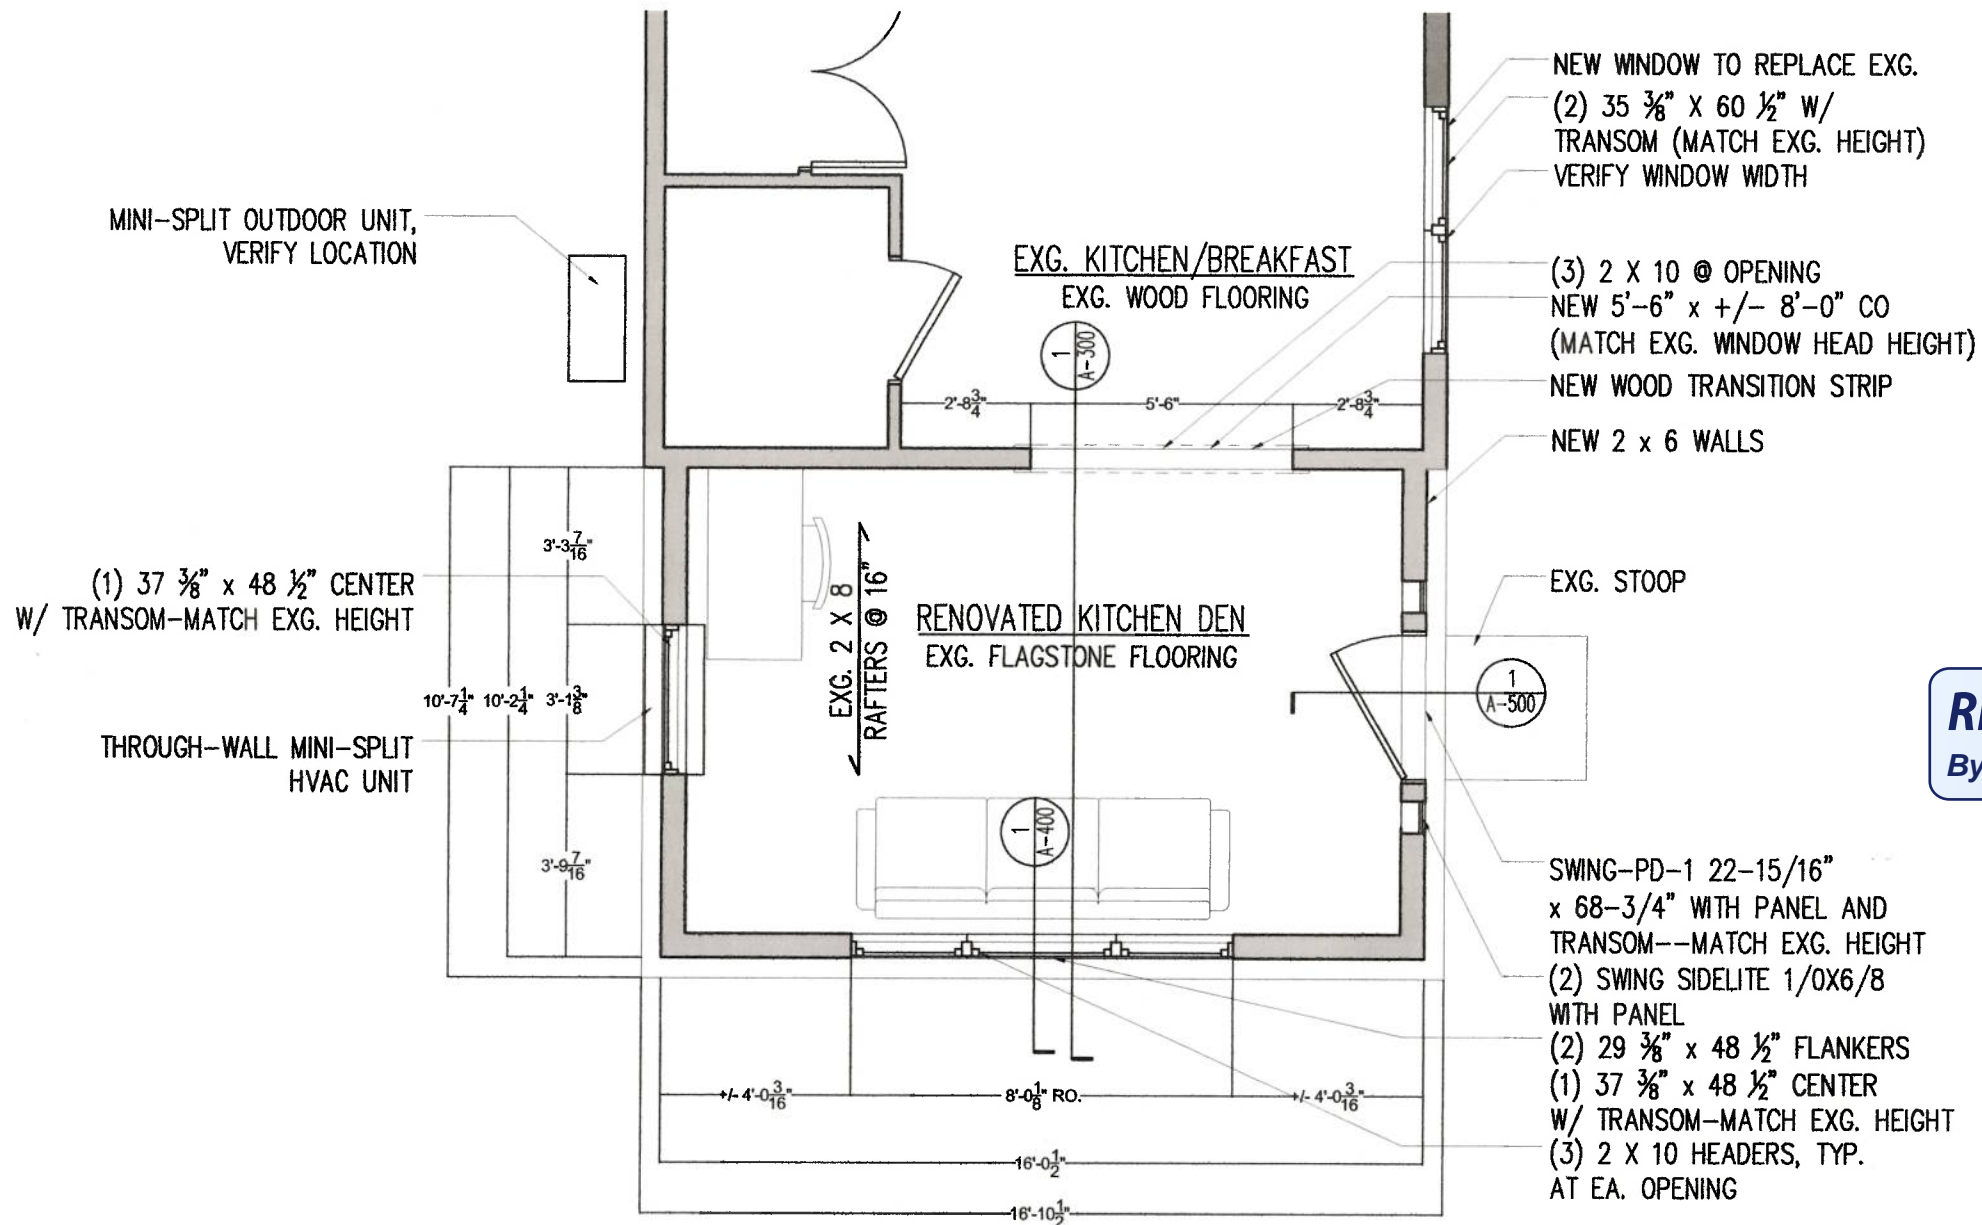 NEW WINDOW TO REPLACE EXG.
(2) 35 ⅜" X 60 ½" W/
TRANSOM (MATCH EXG. HEIGHT)
VERIFY WINDOW WIDTH
MINI-SPLIT OUTDOOR UNIT,
VERIFY LOCATION
EXG. KITCHEN/BREAKFAST
EXG. WOOD FLOORING
(3) 2 X 10 @ OPENING
NEW 5'-6" x +/- 8'-0" CO
(MATCH EXG. WINDOW HEAD HEIGHT)
NEW WOOD TRANSITION STRIP
NEW 2 x 6 WALLS
1
A-300
2'-8 3/4"
5'-6"
2'-8 3/4"
3'-3 7/16"
(1) 37 ⅜" x 48 ½" CENTER
W/ TRANSOM-MATCH EXG. HEIGHT
EXG. 2 X 8
RAFTERS @ 16"
RENOVATED KITCHEN DEN
EXG. FLAGSTONE FLOORING
EXG. STOOP
10'-7 1/4"
10'-2 1/4"
3'-1 3/8"
1
A-500
THROUGH-WALL MINI-SPLIT
HVAC UNIT
By
3'-9 7/16"
1
A-400
SWING-PD-1 22-15/16"
x 68-3/4" WITH PANEL AND
TRANSOM--MATCH EXG. HEIGHT
(2) SWING SIDELITE 1/0X6/8
WITH PANEL
(2) 29 ⅜" x 48 ½" FLANKERS
(1) 37 ⅜" x 48 ½" CENTER
W/ TRANSOM-MATCH EXG. HEIGHT
(3) 2 X 10 HEADERS, TYP.
AT EA. OPENING
+/- 4'-0 3/16"
8'-0 1/8" RO.
+/- 4'-0 3/16"
16'-0 1/2"
16'-10 1/2"